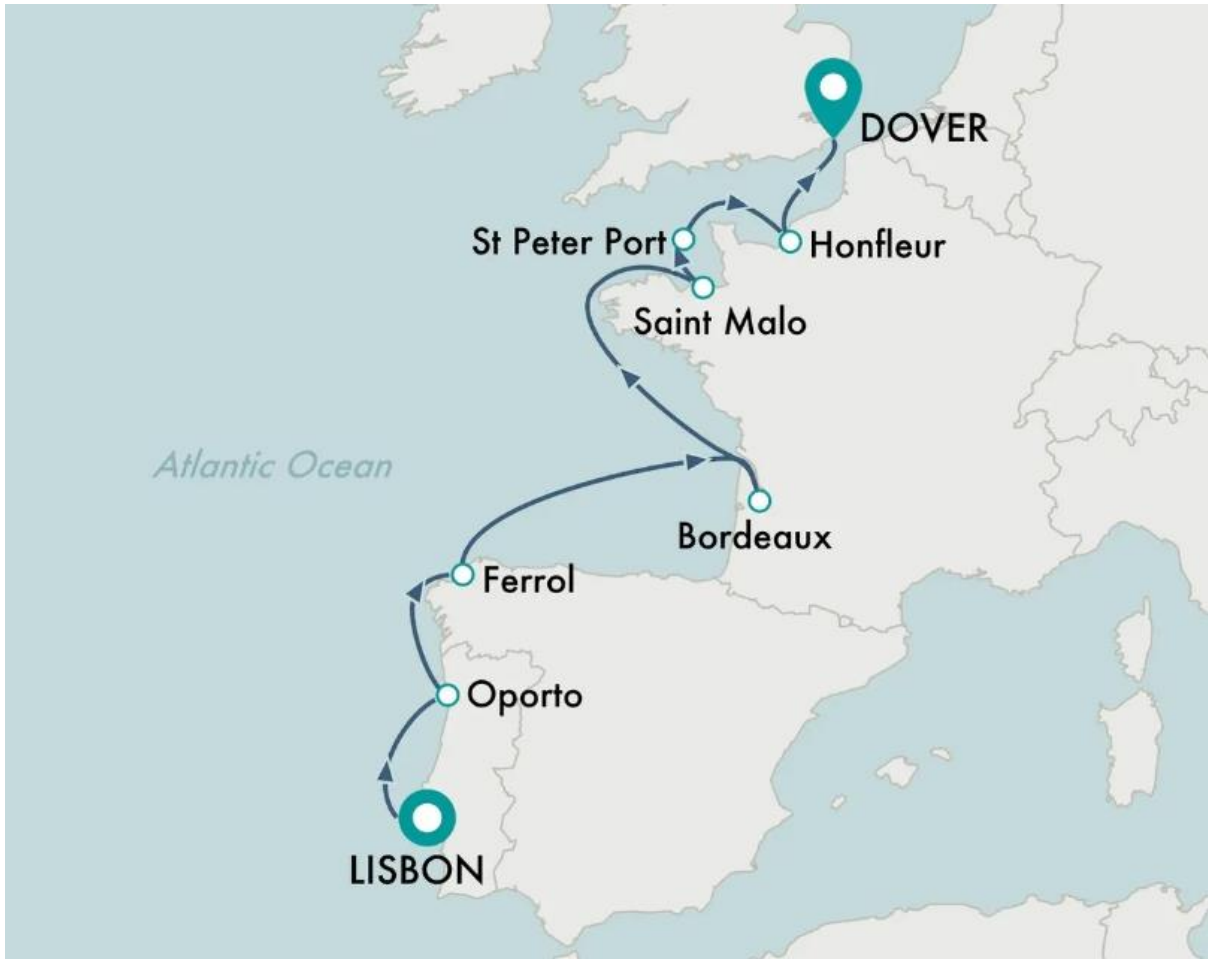 DOVER
St Peter Port
Honfleur
Saint Malo
Atlantic Ocean
Bordeaux
Ferrol
Oporto
LISBON